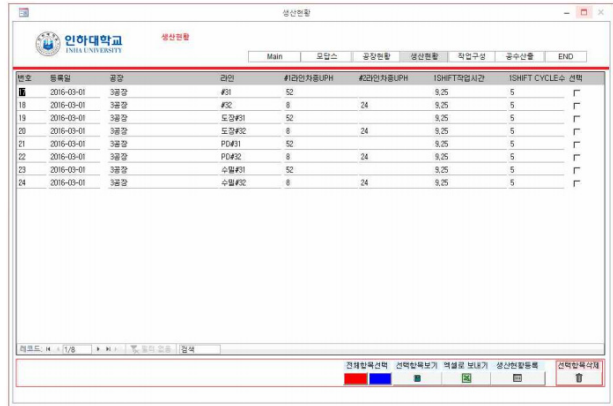 생산현황
인하대학교
INHA UNIVERSITY
생산현황
Main 모답스 공장현황 생산현황 작업구성 공수산출 END
번호 등록일 공장 라인 #1라인차종UPH #2라인차종UPH 1SHIFT작업시간 1SHIFT CYCLE수 선택
2016-03-01 3공장 #31 52 9,25 5
18 2016-03-01 3공장 #32 8 24 9,25 5
19 2016-03-01 3공장 도장#31 52 9,25 5
20 2016-03-01 3공장 도장#32 8 24 9,25 5
21 2016-03-01 3공장 PD#31 52 9,25 5
22 2016-03-01 3공장 PD#32 8 24 9,25 5
23 2016-03-01 3공장 수밀#31 52 9,25 5
24 2016-03-01 3공장 수밀#32 8 24 9,25 5
레코드: 1/8 필터 없음 검색
전체항목선택 선택항목보기 엑셀로 보내기 생산현황등록 선택항목삭제